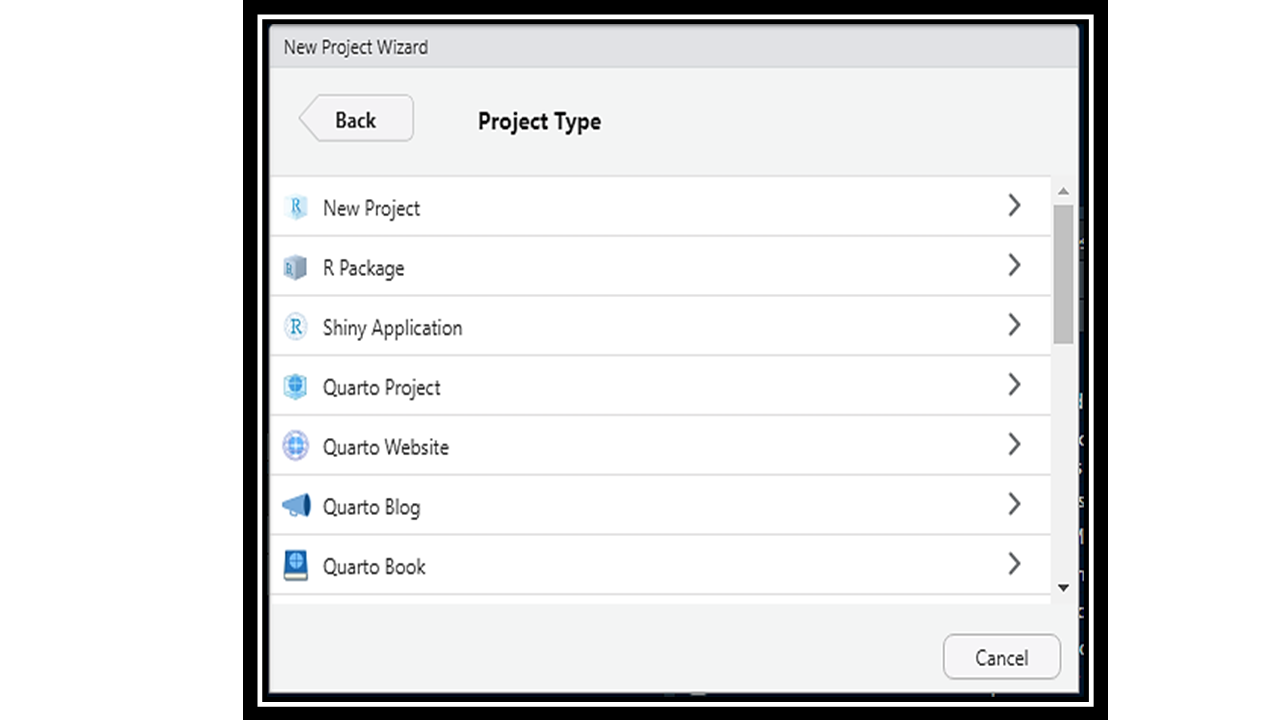 New Project Wizard
Back
Project Type
New Project
R Package
Shiny Application
Quarto Project
Quarto Website
Quarto Blog
Quarto Book
Cancel